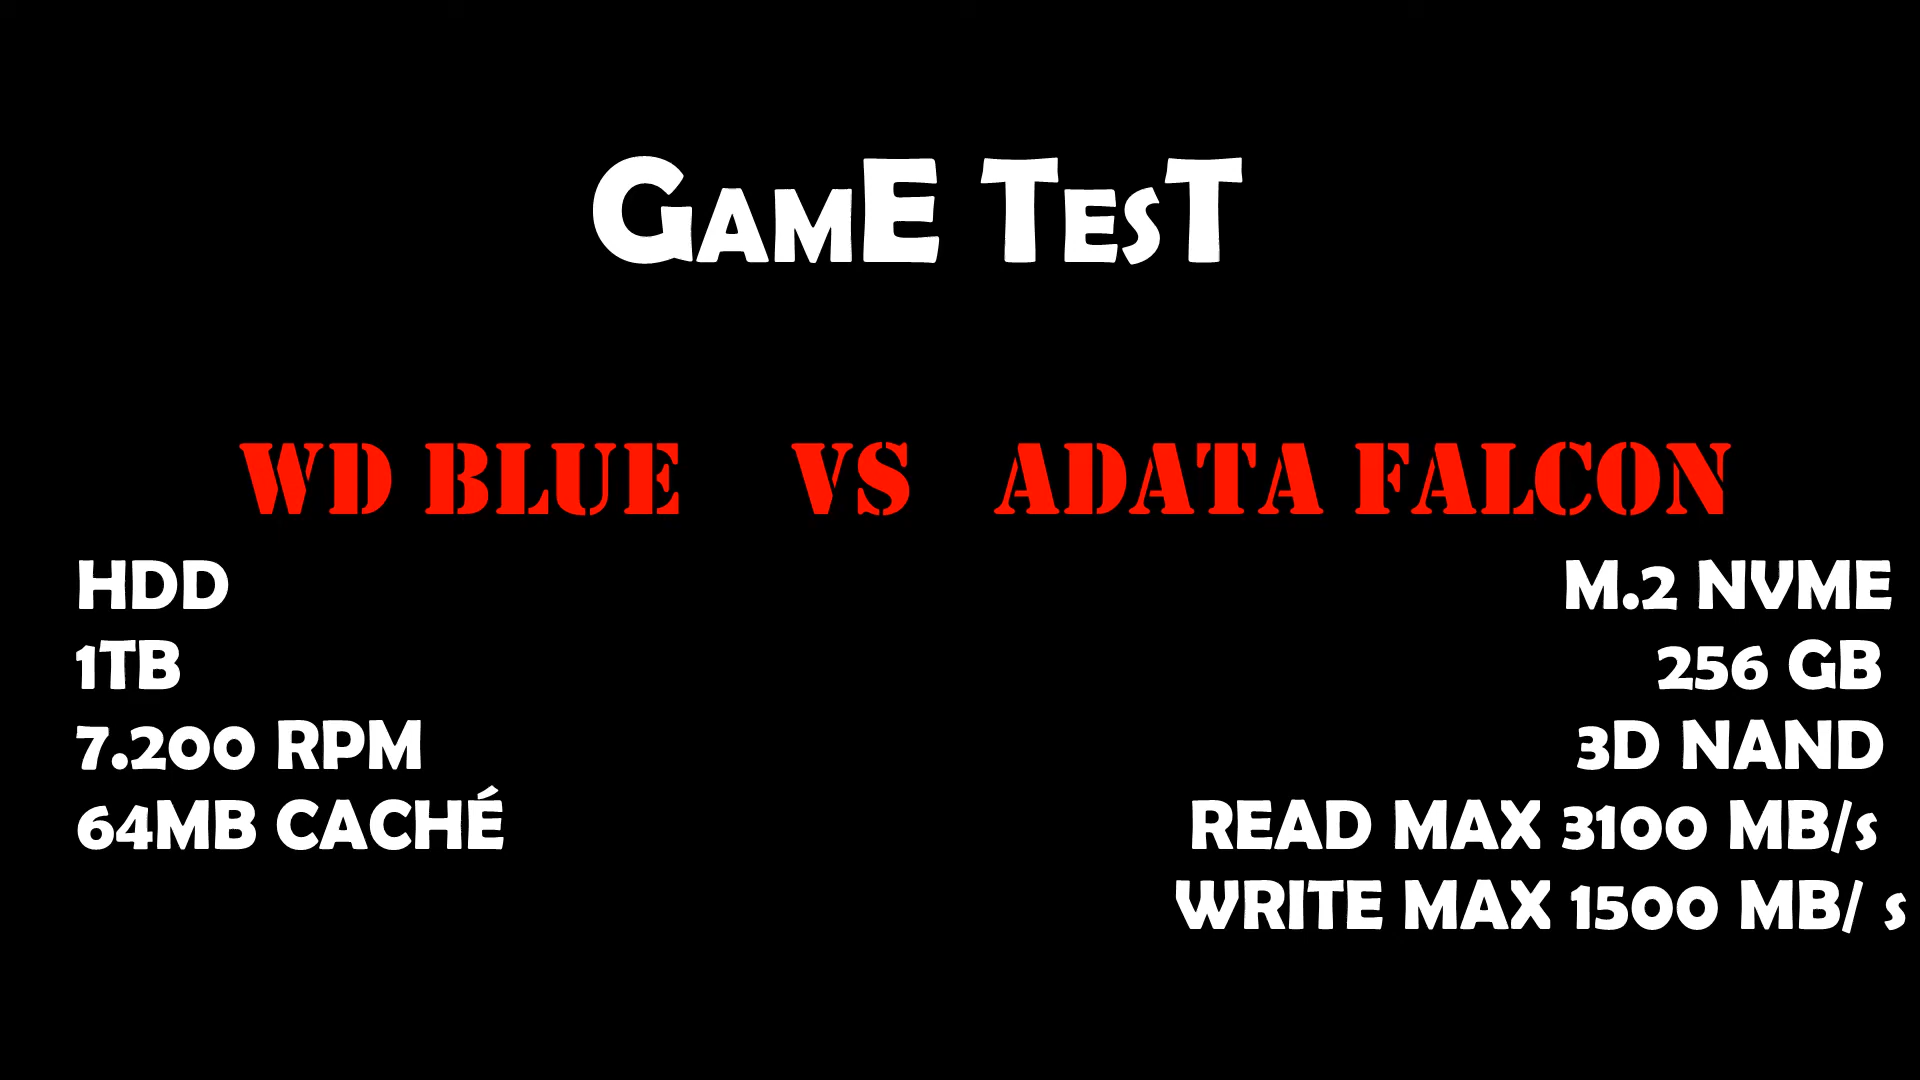 GamE TesT
WD BLUE VS ADATA FALCON
HDD
1TB
7.200 RPM
64MB CACHÉ
M.2 NVME
256 GB
3D NAND
READ MAX 3100 MB/s
WRITE MAX 1500 MB/ s